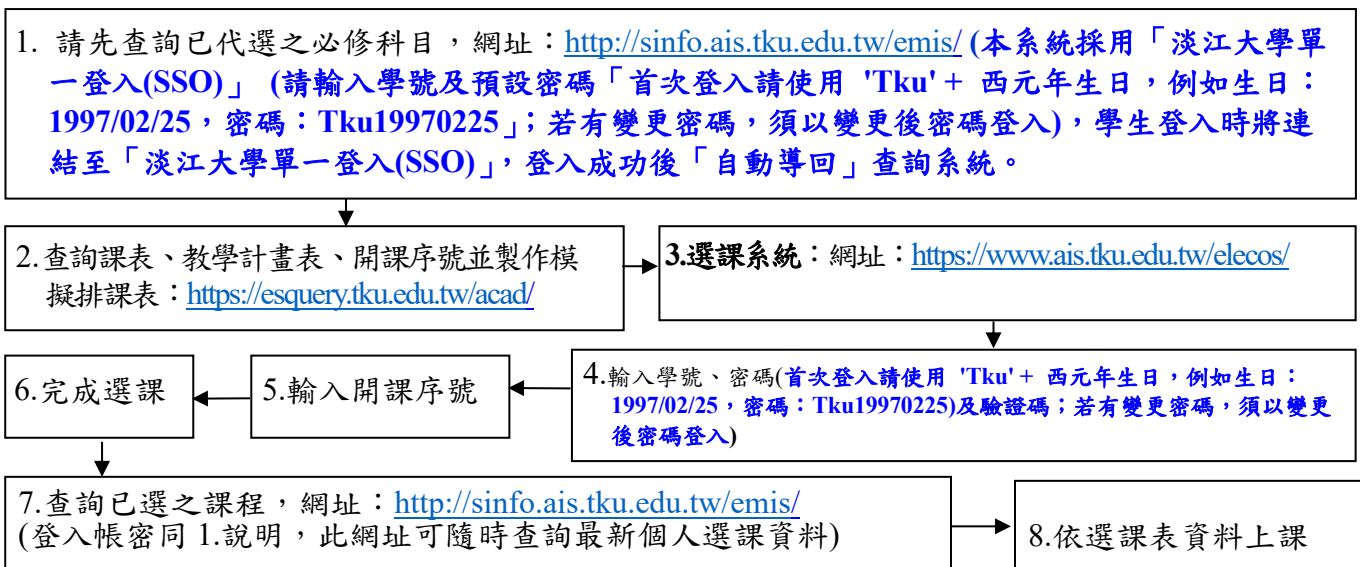 1. 請先查詢已代選之必修科目，網址：http://sinfo.ais.tku.edu.tw/emis/ (本系統採用「淡江大學單
一登入(SSO)」 (請輸入學號及預設密碼「首次登入請使用 'Tku'+ 西元年生日，例如生日：
1997/02/25，密碼：Tku19970225」；若有變更密碼，須以變更後密碼登入)，學生登入時將連
結至「淡江大學單一登入(SSO)」，登入成功後「自動導回」查詢系統。
2.查詢課表、教學計畫表、開課序號並製作模
擬排課表：https://esquery.tku.edu.tw/acad/
3.選課系統：網址：https://www.ais.tku.edu.tw/elecos/
4.輸入學號、密碼(首次登入請使用 'Tku'+ 西元年生日，例如生日：
1997/02/25，密碼：Tku19970225)及驗證碼；若有變更密碼，須以變更
後密碼登入)
5.輸入開課序號
6.完成選課
7.查詢已選之課程，網址：http://sinfo.ais.tku.edu.tw/emis/
(登入帳密同 1.說明，此網址可隨時查詢最新個人選課資料)
8.依選課表資料上課